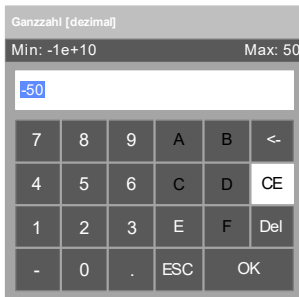 Ganzzahl [dezimal]
Min: -1e+10 Max: 50
-50
7 8 9 A B <-
4 5 6 C D CE
1 2 3 E F Del
- 0 . ESC OK